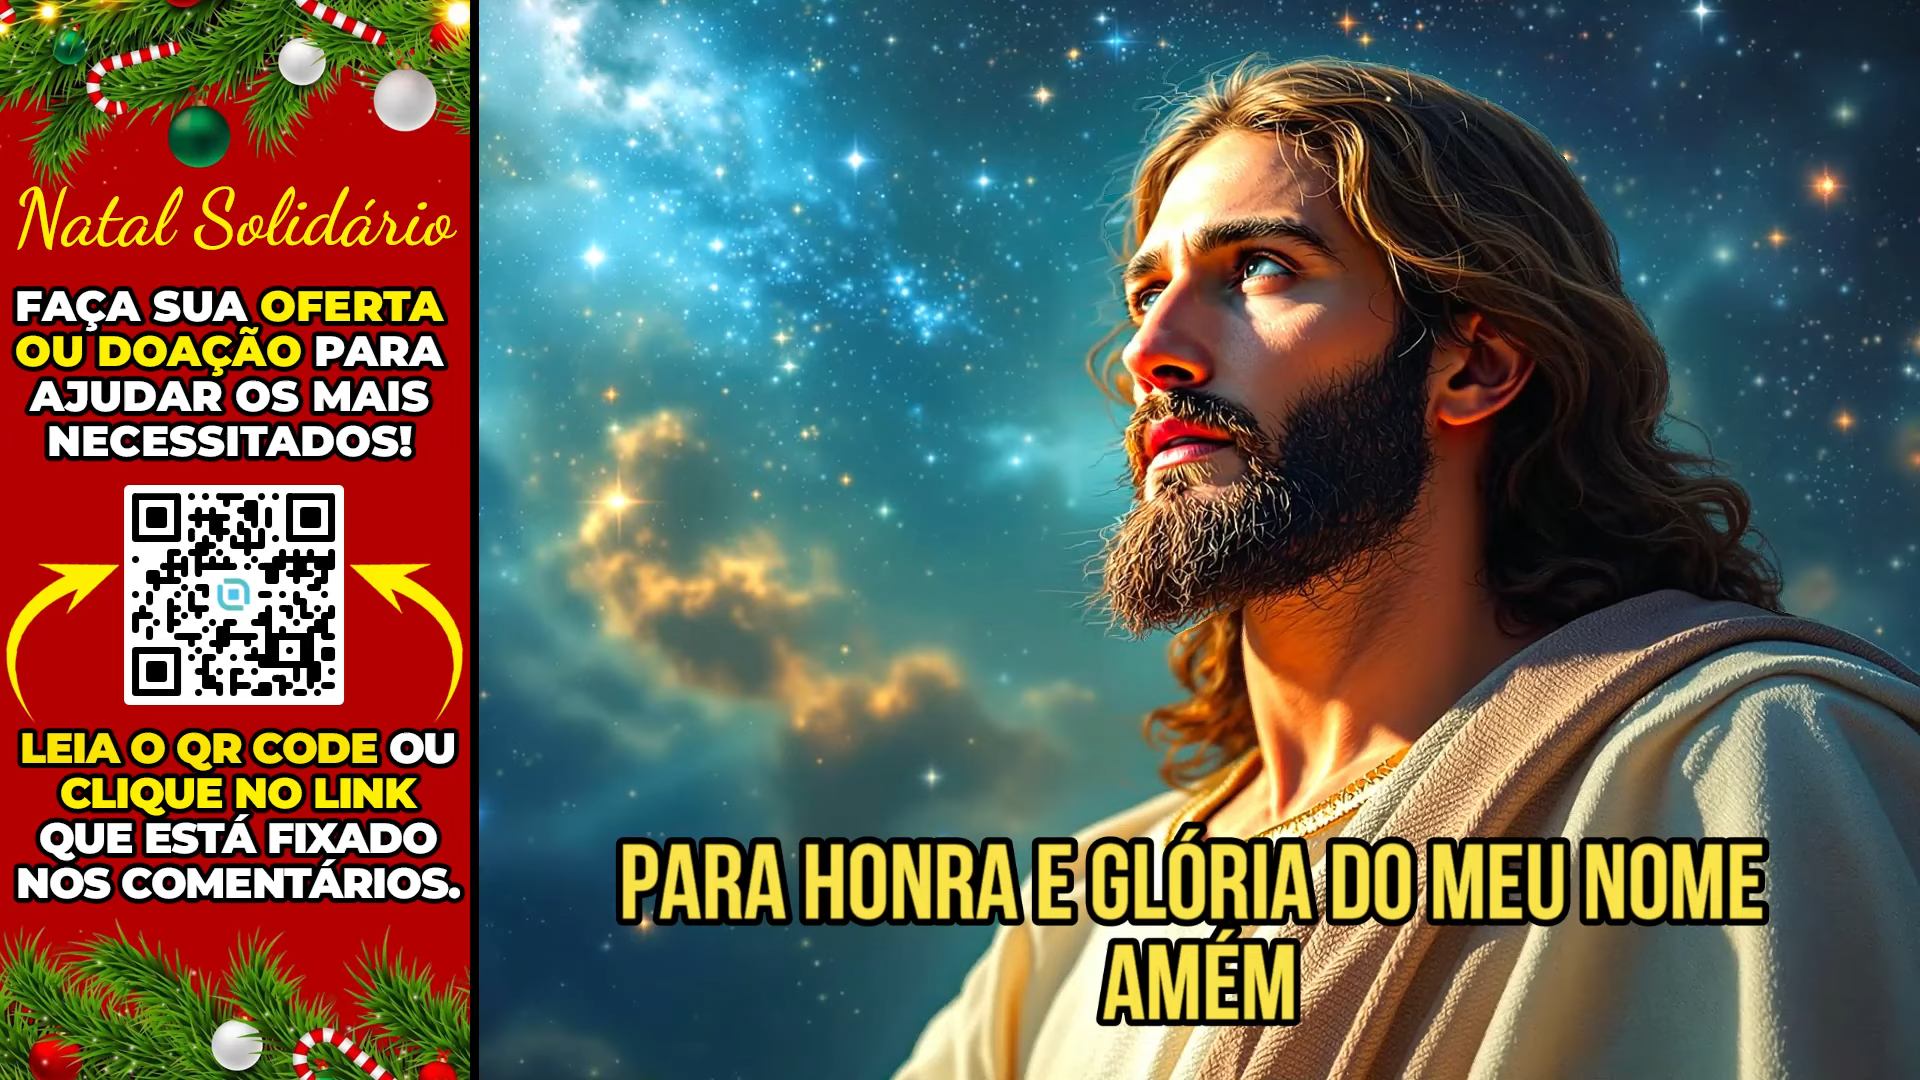 Natal Solidário
FAÇA SUA OFERTA
OU DOAÇÃO PARA
AJUDAR OS MAIS
NECESSITADOS!
LEIA O QR CODE OU
CLIQUE NO LINK
QUE ESTÁ FIXADO
NOS COMENTÁRIOS.
PARA HONRA E GLÓRIA DO MEU NOME
AMÉM